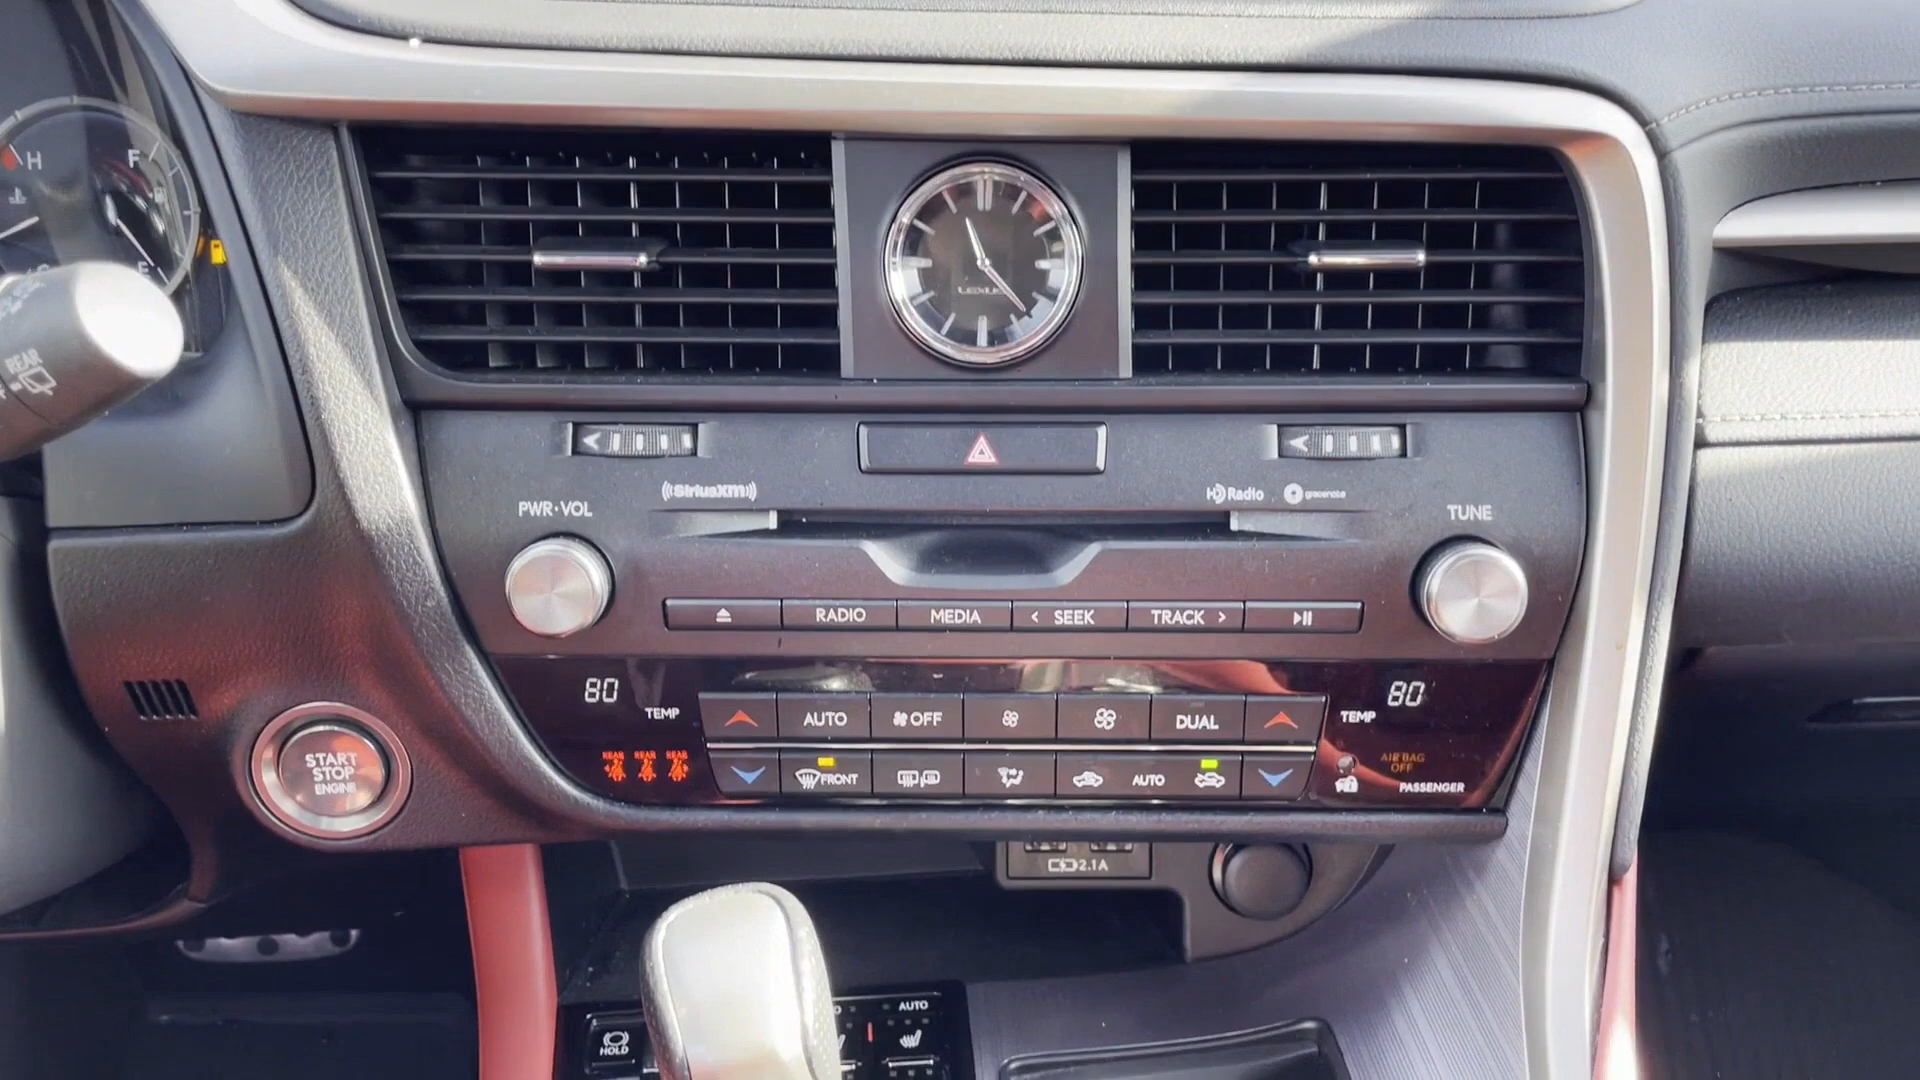 H
F
E
REAR
LEXUS
((SiriusXM))
HD Radio
gracenote
PWR•VOL
TUNE
RADIO
MEDIA
< SEEK
TRACK >
80
80
TEMP
AUTO
OFF
DUAL
TEMP
REAR
REAR
REAR
FRONT
AUTO
AIR BAG
OFF
PASSENGER
START
STOP
ENGINE
2.1A
AUTO
HOLD